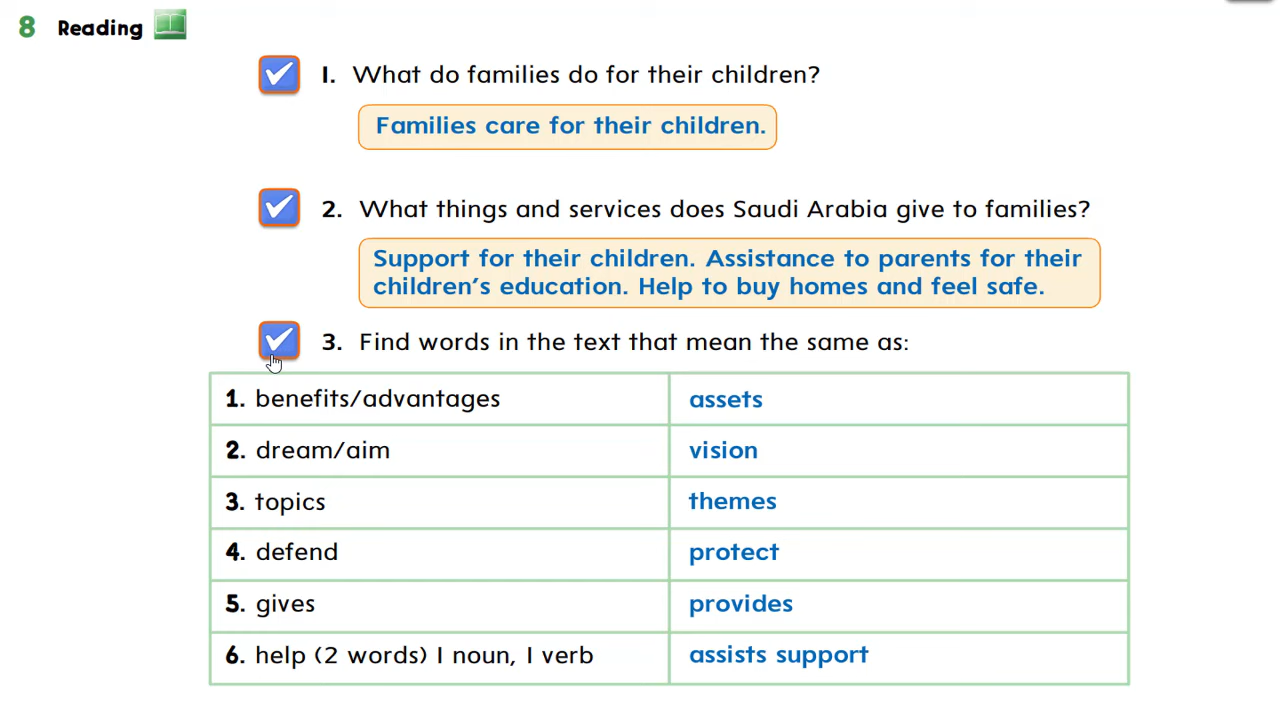 8 Reading
1. What do families do for their children?
Families care for their children.
2. What things and services does Saudi Arabia give to families?
Support for their children. Assistance to parents for their
children's education. Help to buy homes and feel safe.
3. Find words in the text that mean the same as:
1. benefits/advantages assets
2. dream/aim vision
3. topics themes
4. defend protect
5. gives provides
6. help (2 words) 1 noun, 1 verb assists support